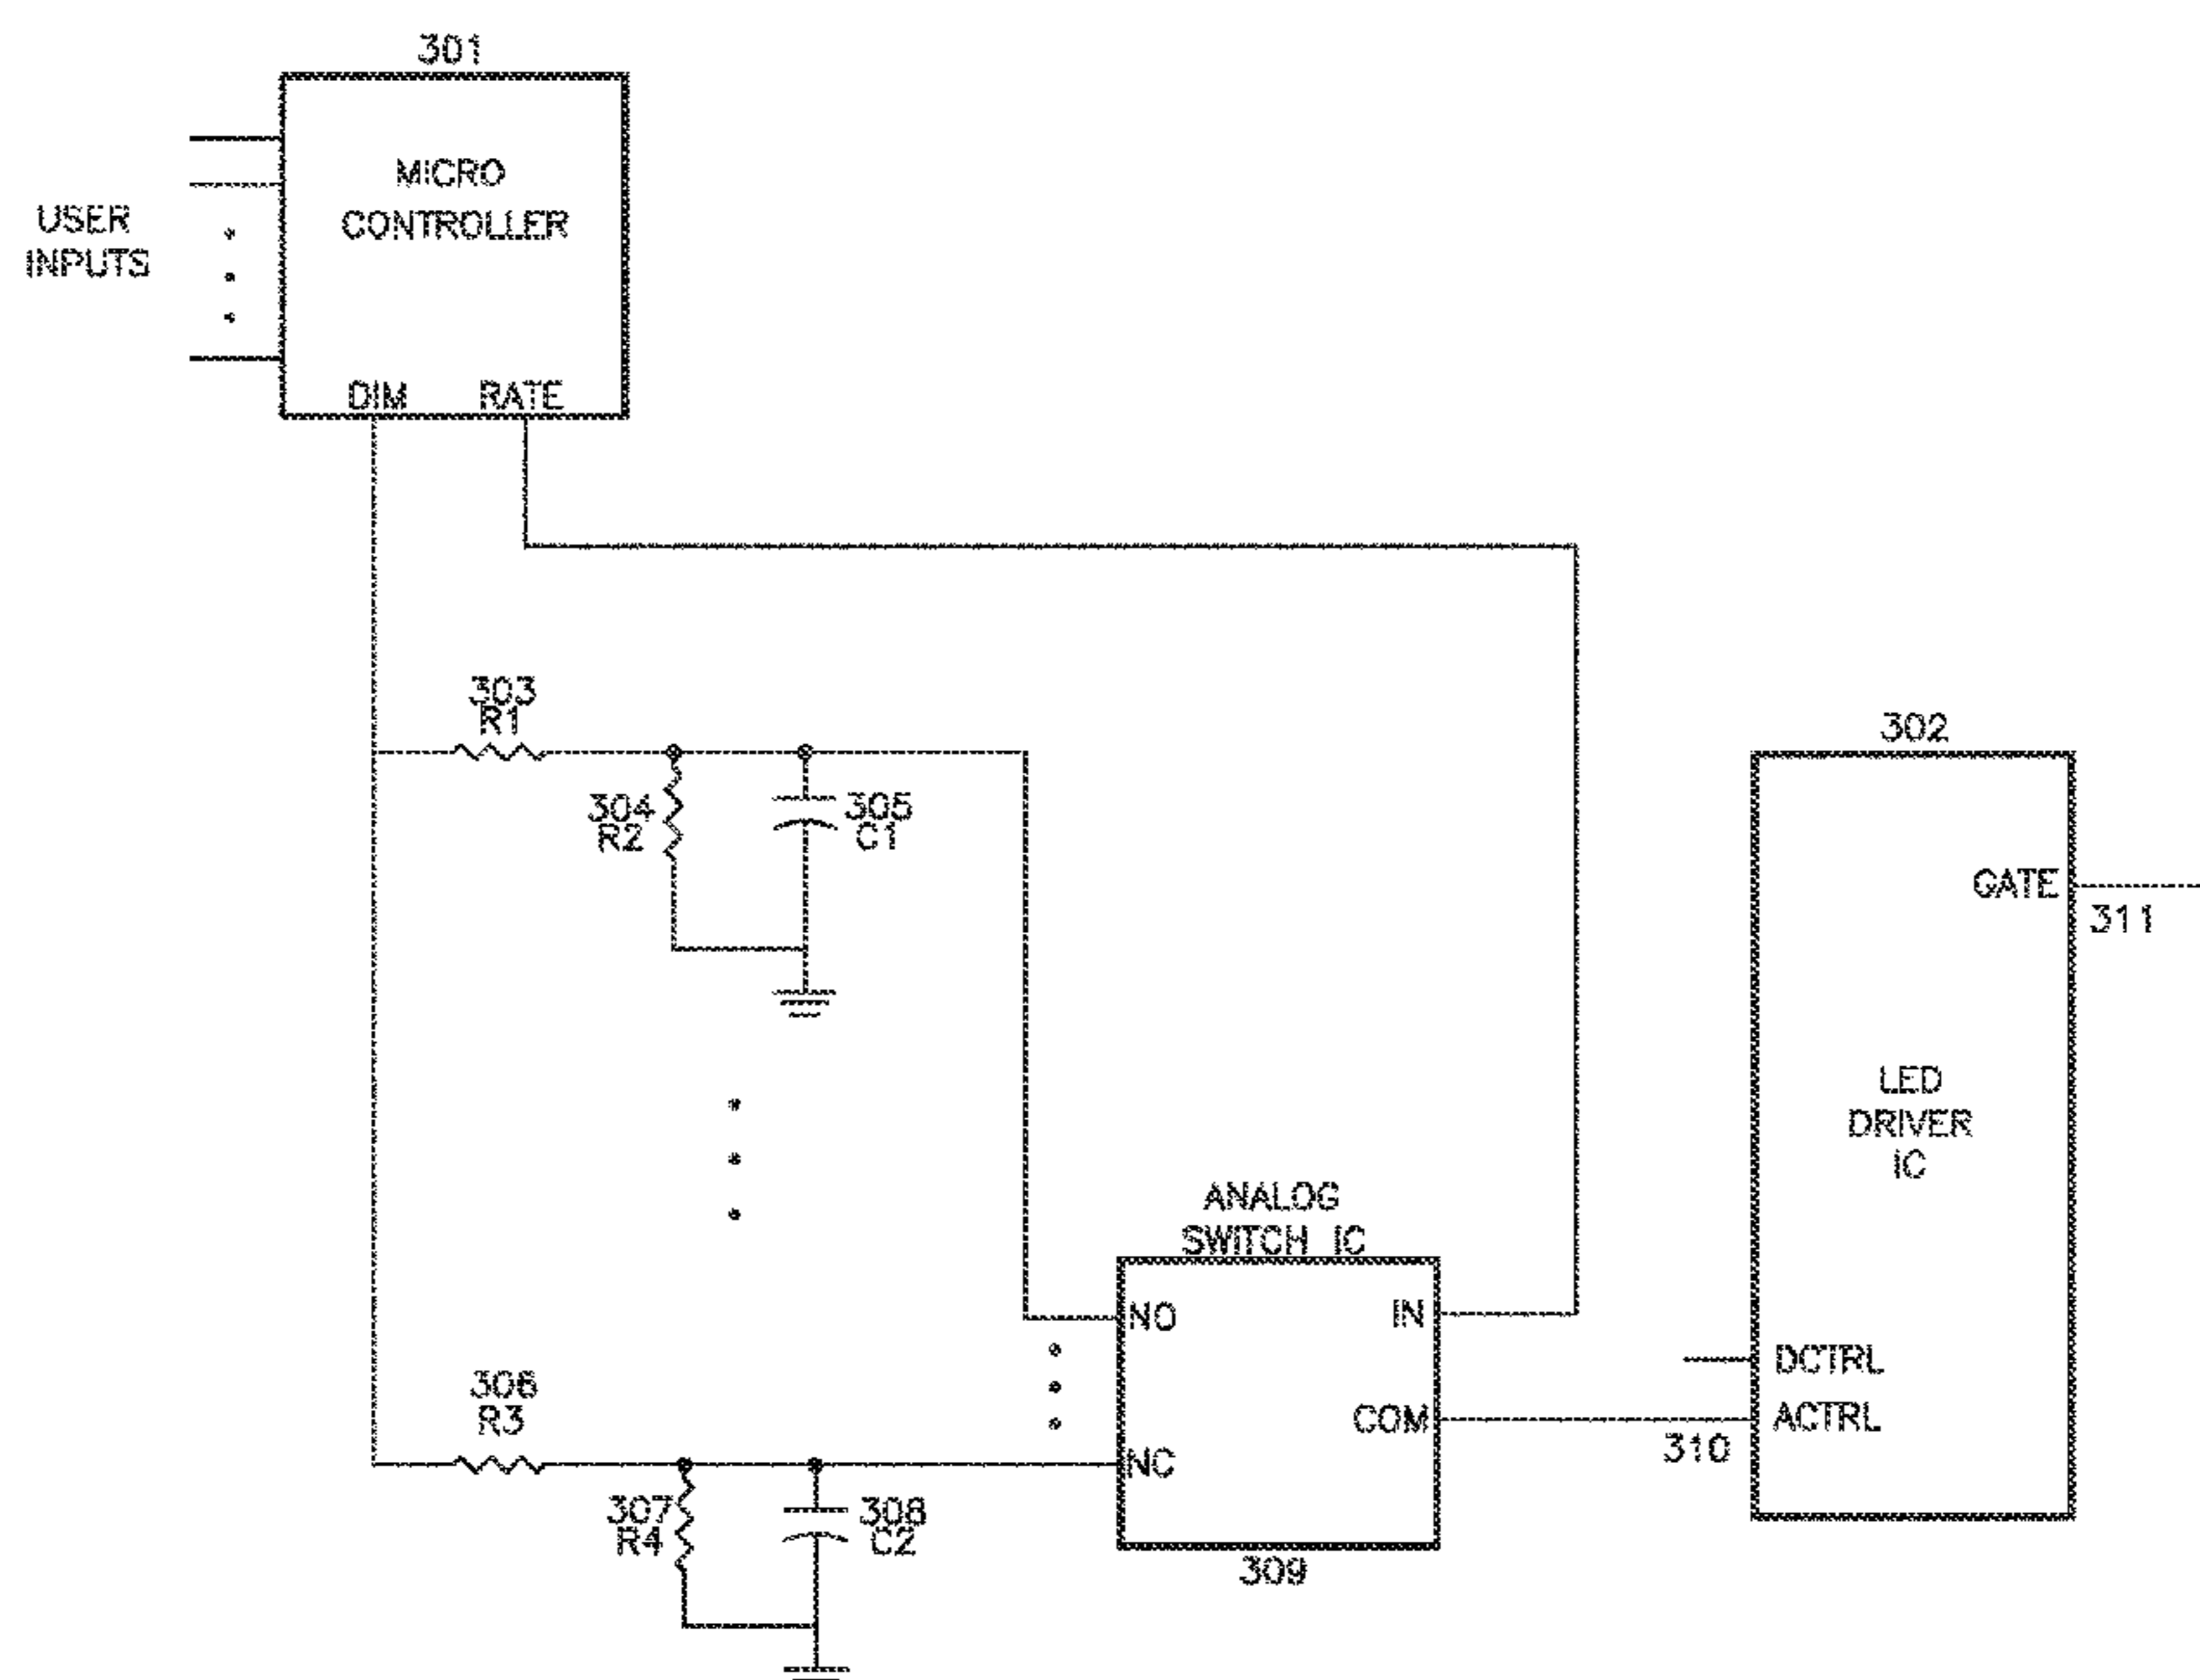 301
MICRO
CONTROLLER
USER
INPUTS
DIM RATE
303
R1
304
R2
305
C1
302
GATE
311
LED
DRIVER
IC
ANALOG
SWITCH IC
NO
IN
DCTRL
ACTRL
COM
310
NC
306
R3
307
R4
308
C2
309